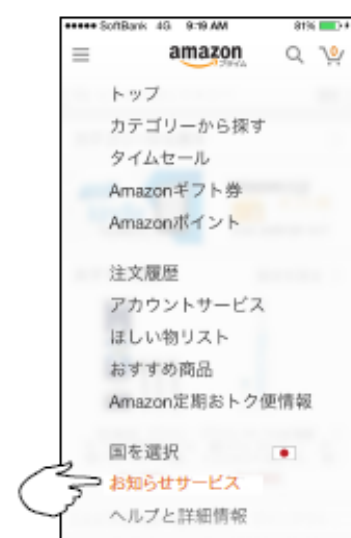 SoftBank 4G 9:19 AM 81%
amazon
プライム
0
トップ
カテゴリーから探す
タイムセール
Amazonギフト券
Amazonポイント
注文履歴
アカウントサービス
ほしい物リスト
おすすめ商品
Amazon定期おトク便情報
国を選択
お知らせサービス
ヘルプと詳細情報